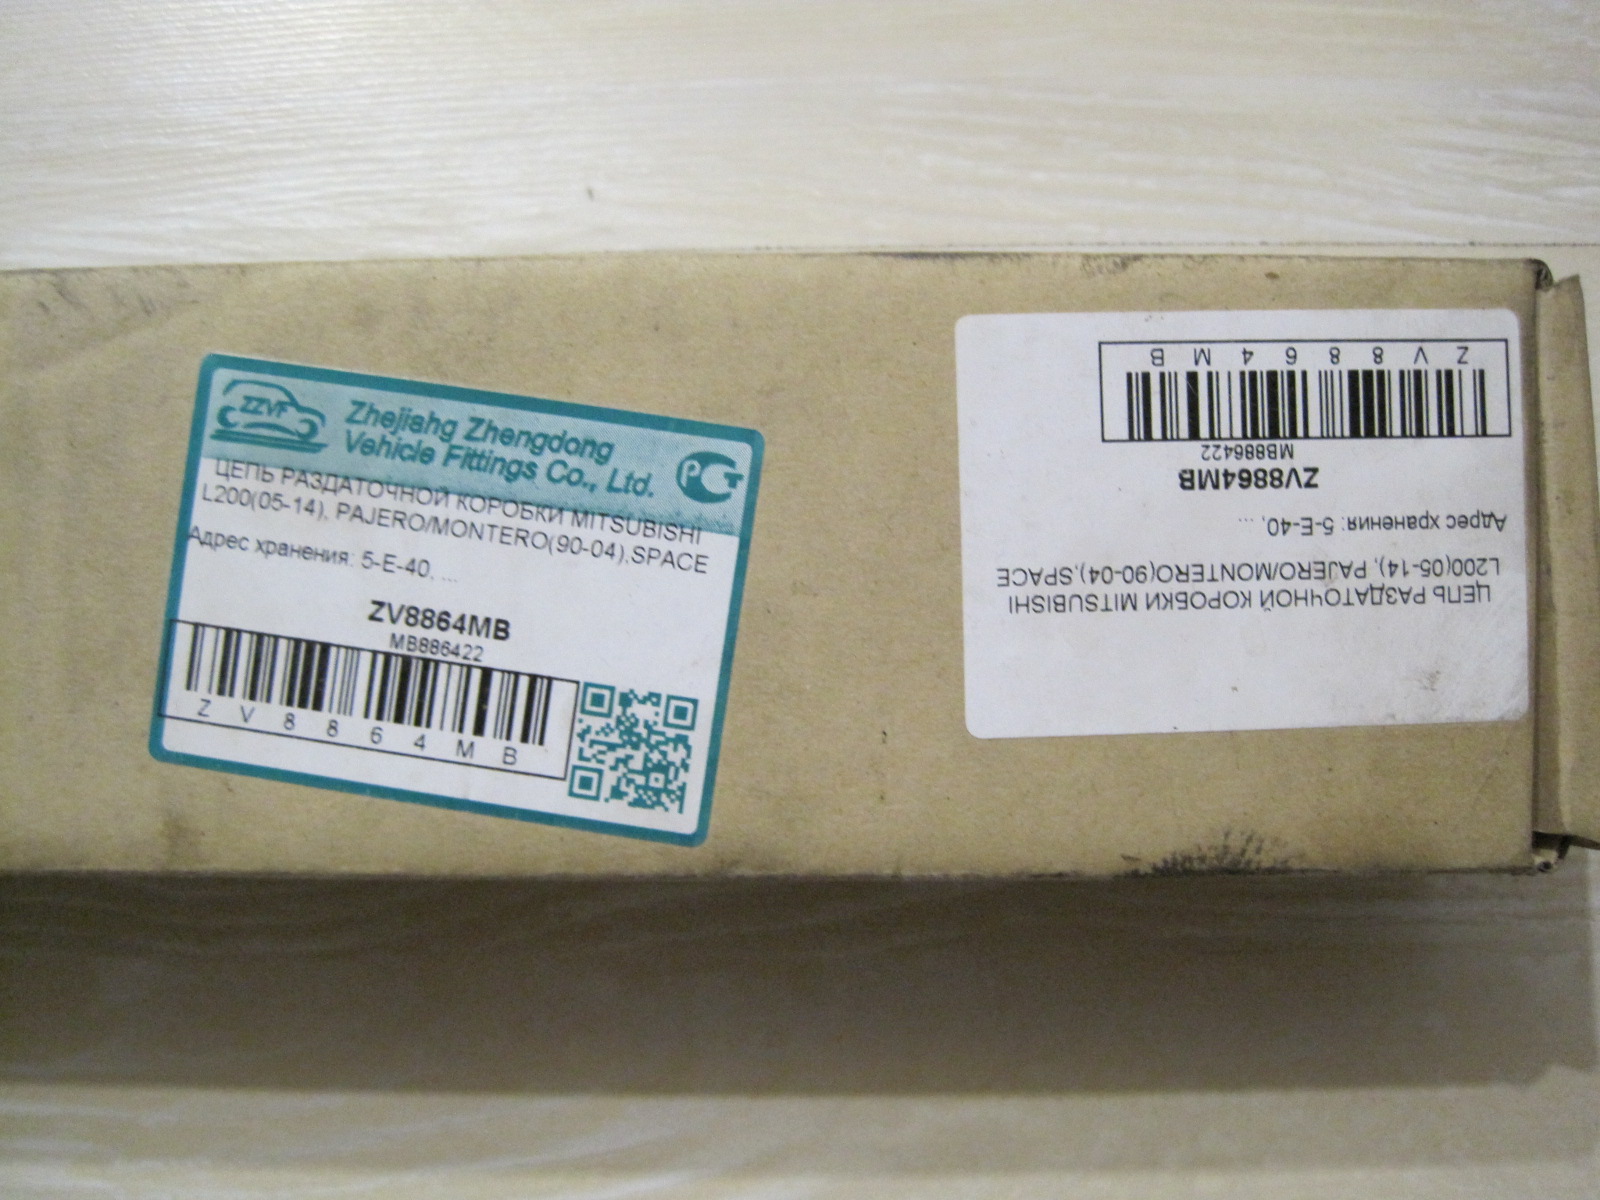 ZZVF
Zhejiahg Zhengdong
Vehicle Fittings Co., Ltd.
РСТ
ЦЕПЬ РАЗДАТОЧНОЙ КОРОБКИ MITSUBISHI
L200(05-14), PAJERO/MONTERO(90-04),SPACE
Адрес хранения: 5-E-40, ...
ZV8864MB
MB886422
Z V 8 8 6 4 M B
ЦЕПЬ РАЗДАТОЧНОЙ КОРОБКИ MITSUBISHI
L200(05-14), PAJERO/MONTERO(90-04),SPACE
Адрес хранения: 5-E-40, ...
ZV8864MB
MB886422
Z V 8 8 6 4 M B